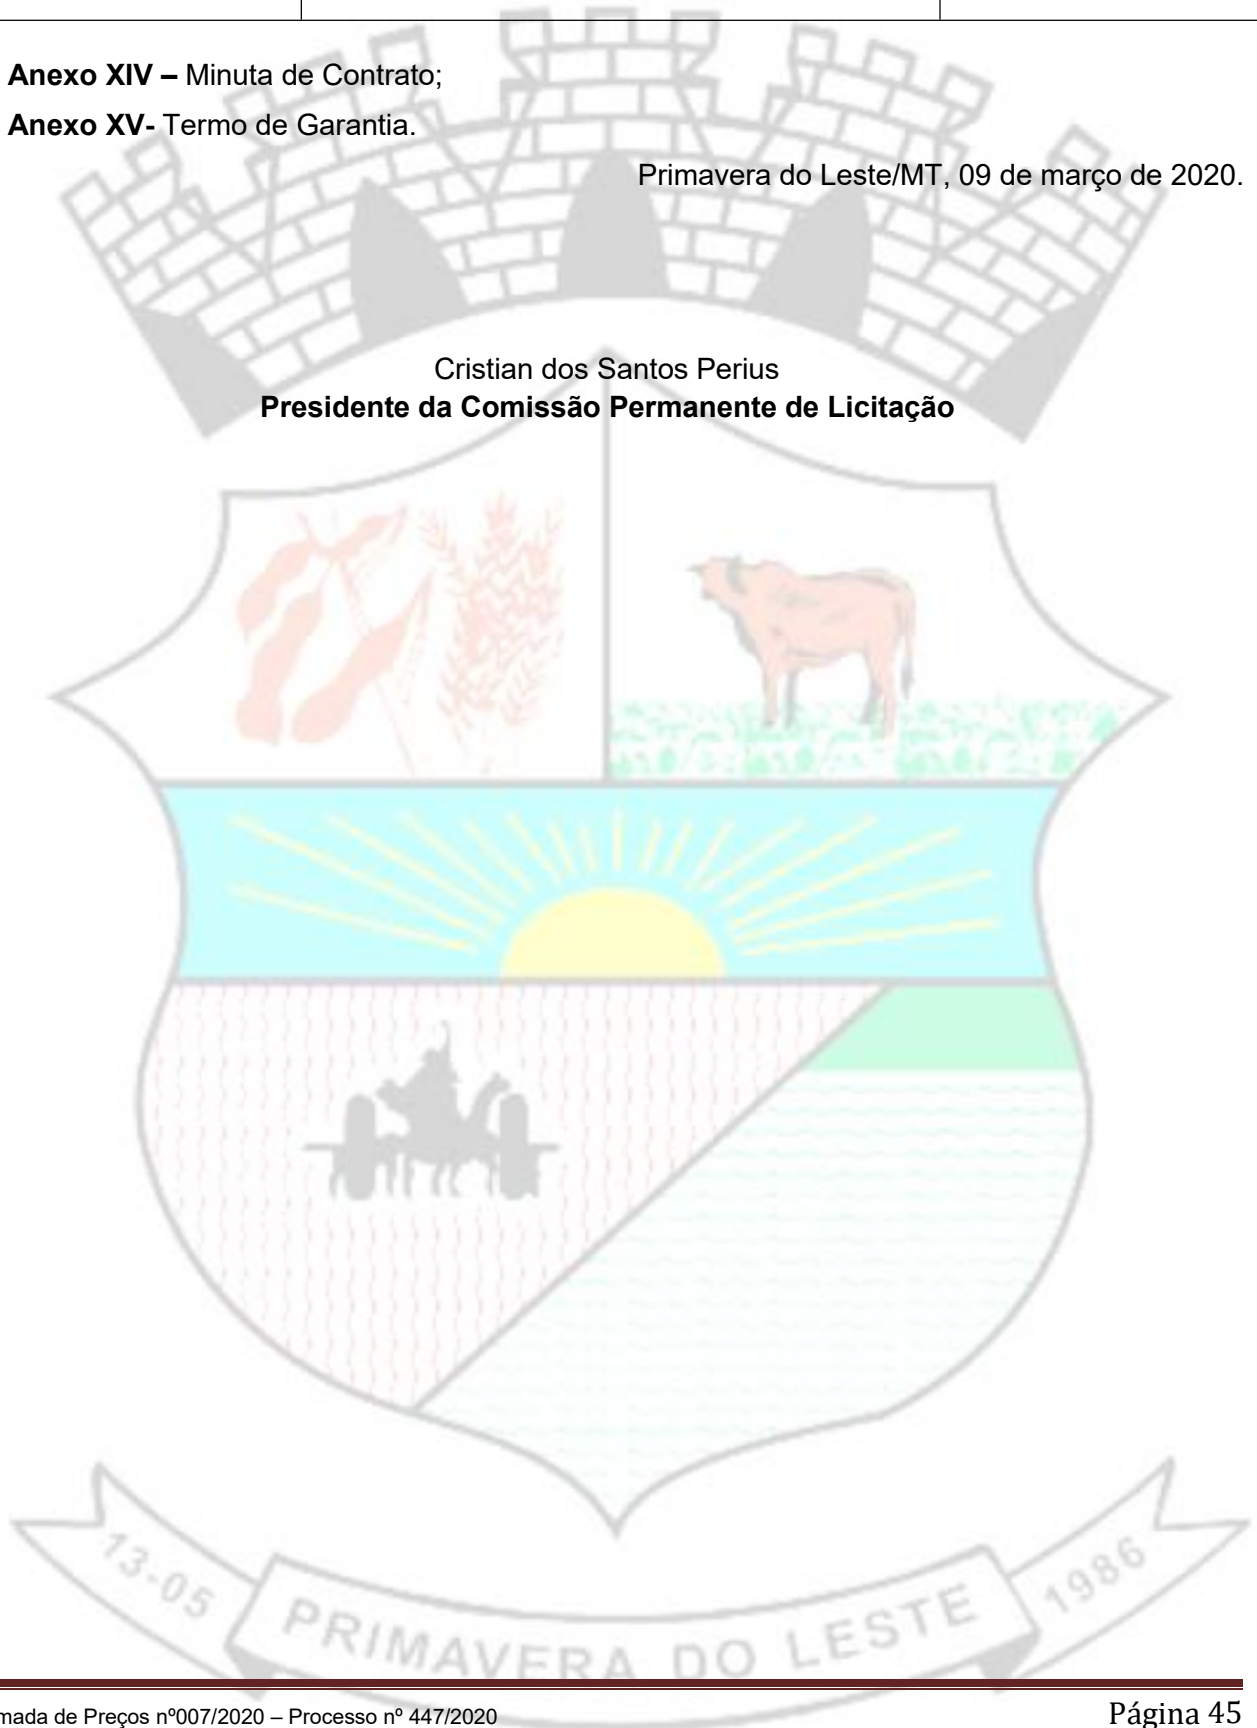 Anexo XIV – Minuta de Contrato;
Anexo XV- Termo de Garantia.
Primavera do Leste/MT, 09 de março de 2020.
Cristian dos Santos Perius
Presidente da Comissão Permanente de Licitação
13-05
PRIMAVERA DO LESTE
1986
de Preços nº007/2020 – Processo nº 447/2020
Página 45